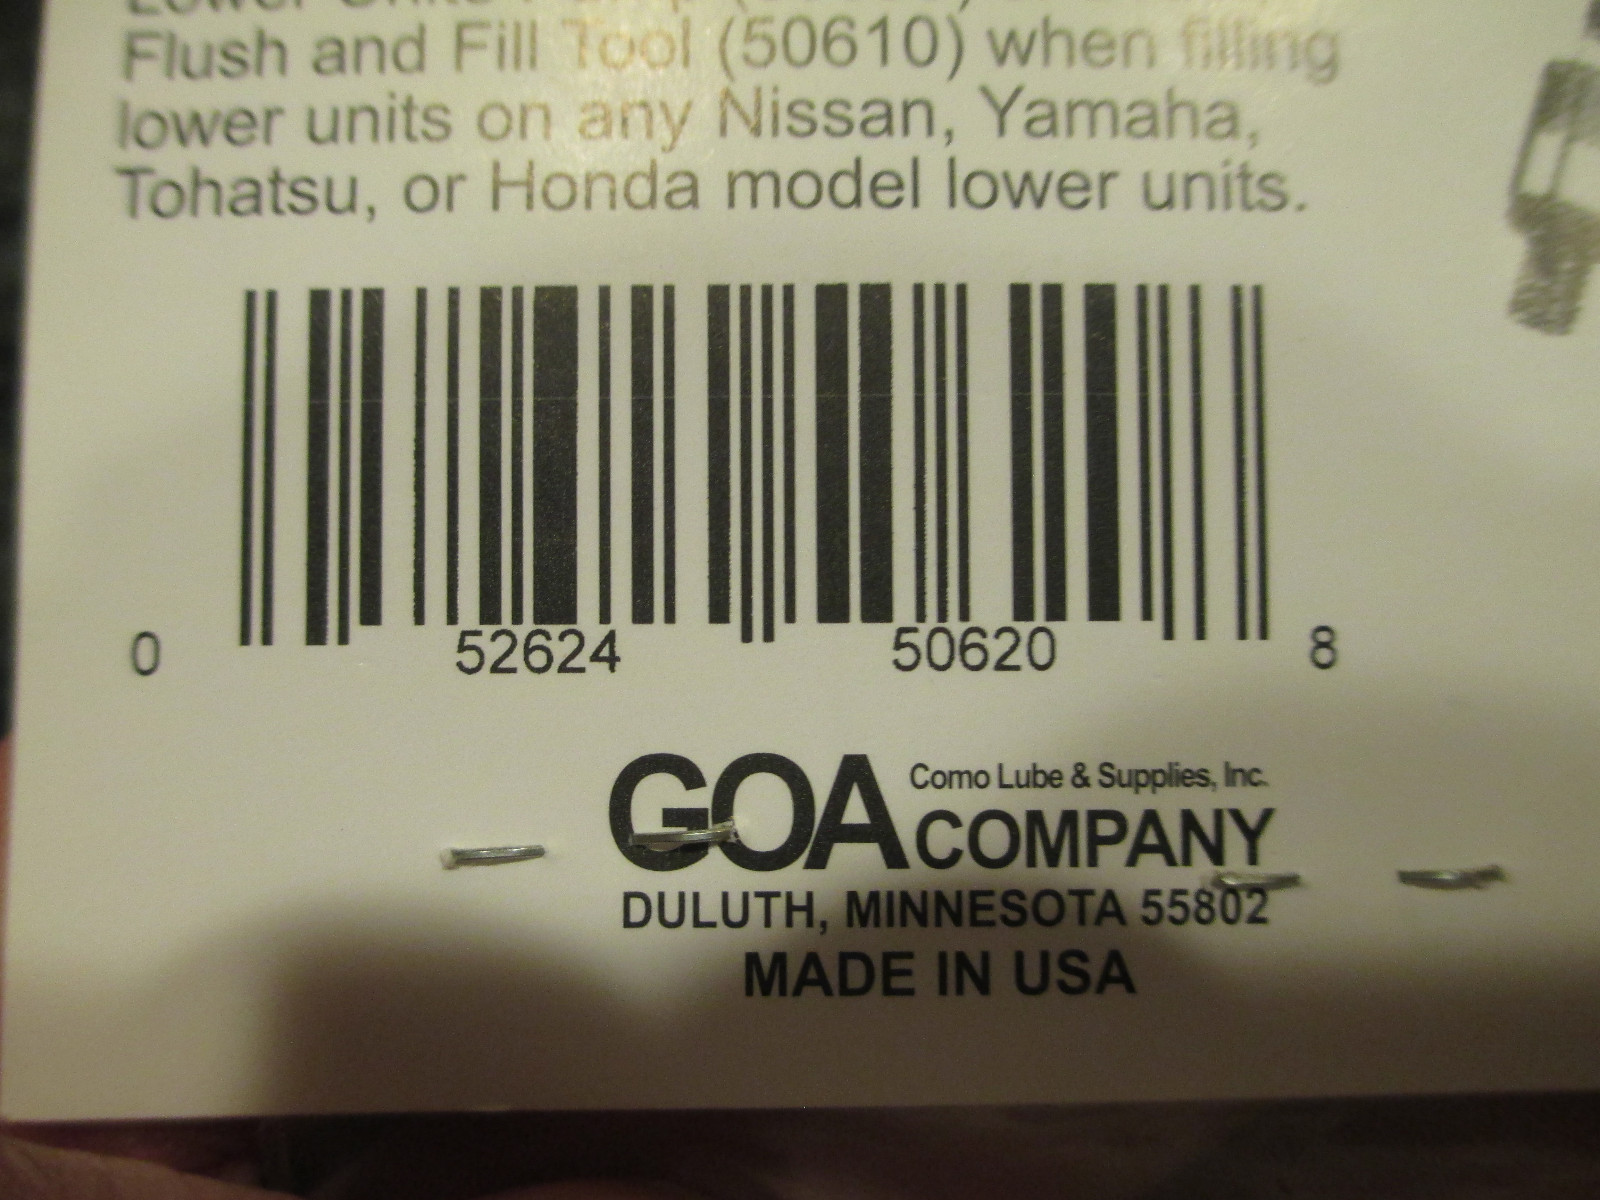 Flush and Fill Tool (50610) when filling
lower units on any Nissan, Yamaha,
Tohatsu, or Honda model lower units.
0 52624 50620 8
GOA Como Lube & Supplies, Inc.
COMPANY
DULUTH, MINNESOTA 55802
MADE IN USA